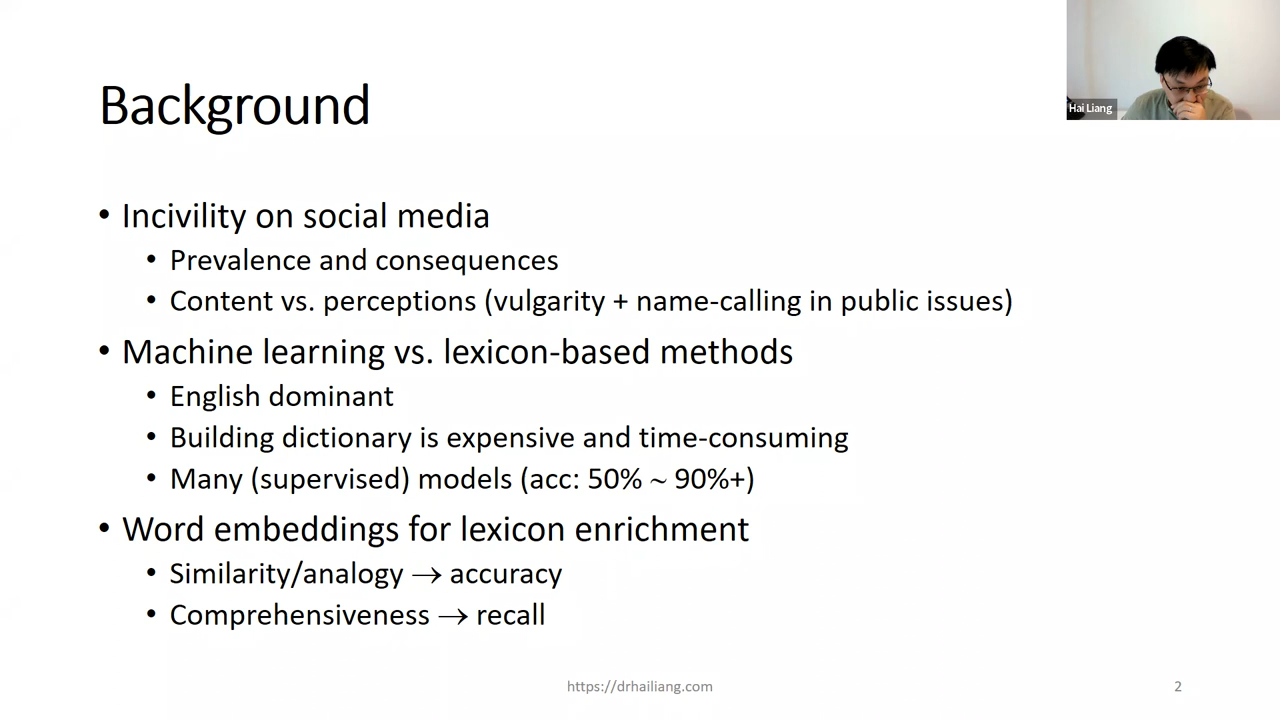 Hai Liang
Background
• Incivility on social media
• Prevalence and consequences
• Content vs. perceptions (vulgarity + name-calling in public issues)
• Machine learning vs. lexicon-based methods
• English dominant
• Building dictionary is expensive and time-consuming
• Many (supervised) models (acc: 50% ~ 90%+)
• Word embeddings for lexicon enrichment
• Similarity/analogy → accuracy
• Comprehensiveness → recall
https://drhailiang.com
2